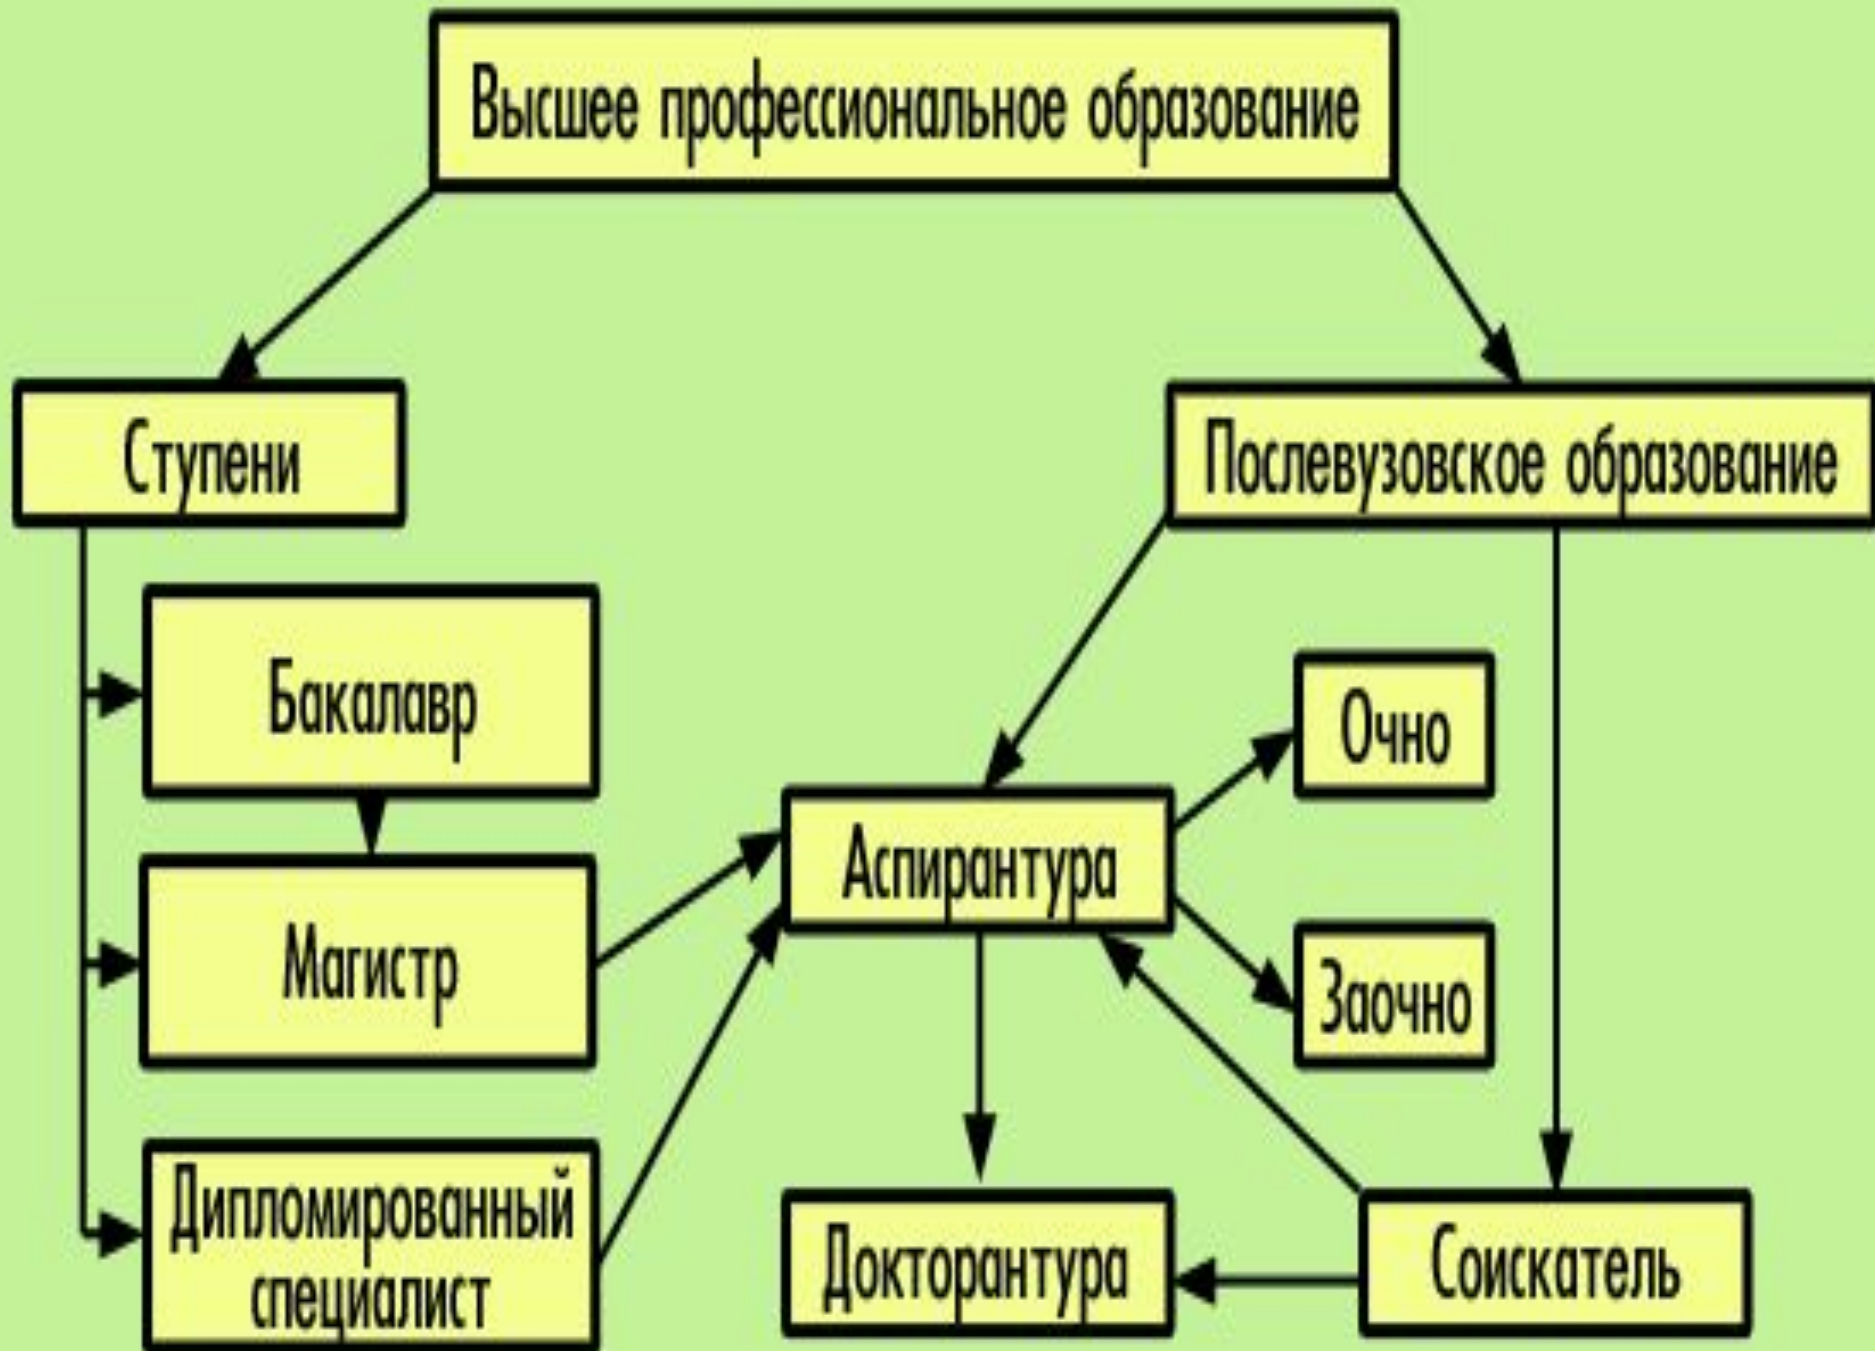 Высшее профессиональное образование
Ступени
Послевузовское образование
Бакалавр
Очно
Аспирантура
Магистр
Заочно
Дипломированный
специалист
Докторантура
Соискатель